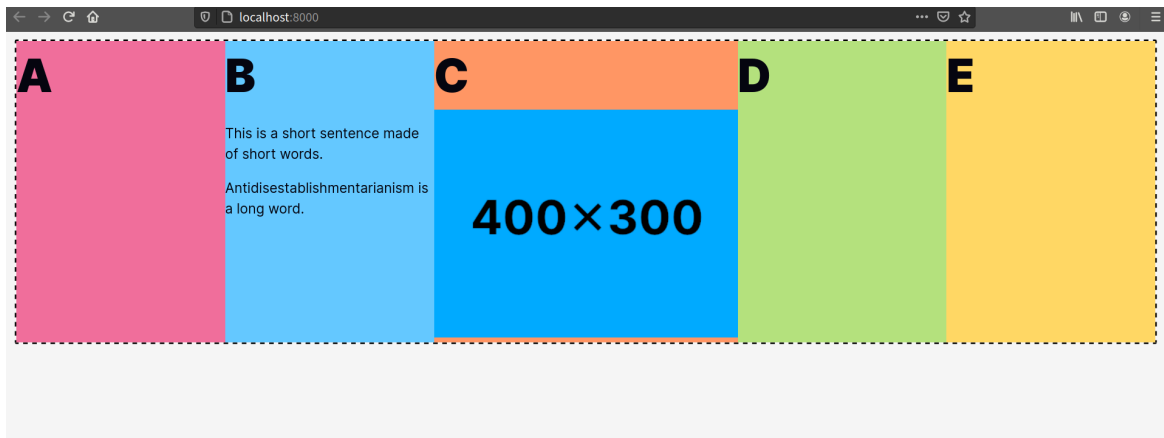 localhost:8000
A
B
C
D
E
This is a short sentence made
of short words.
Antidisestablishmentarianism is
a long word.
400×300